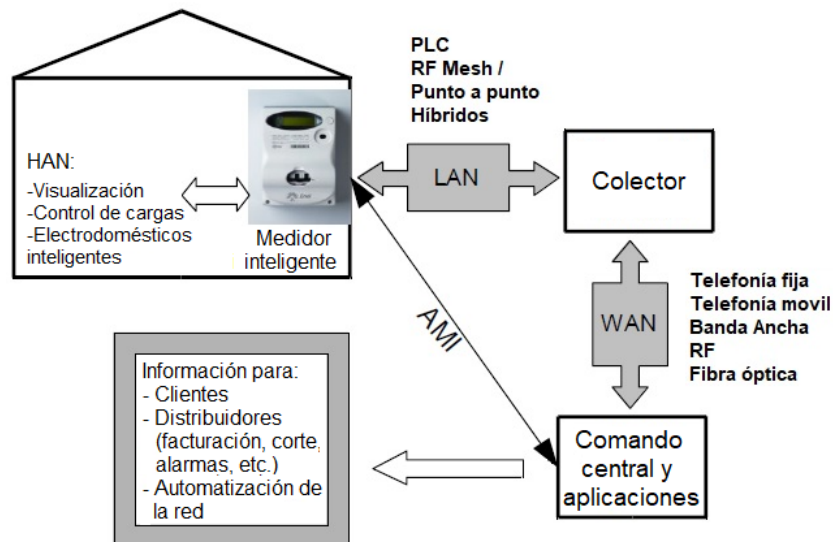 PLC
RF Mesh /
Punto a punto
Híbridos
HAN:
-Visualización
-Control de cargas
-Electrodomésticos
inteligentes
Medidor
inteligente
LAN
Colector
AMI
WAN
Telefonía fija
Telefonía movil
Banda Ancha
RF
Fibra óptica
Información para:
- Clientes
- Distribuidores
(facturación, corte,
alarmas, etc.)
- Automatización de
la red
Comando
central y
aplicaciones